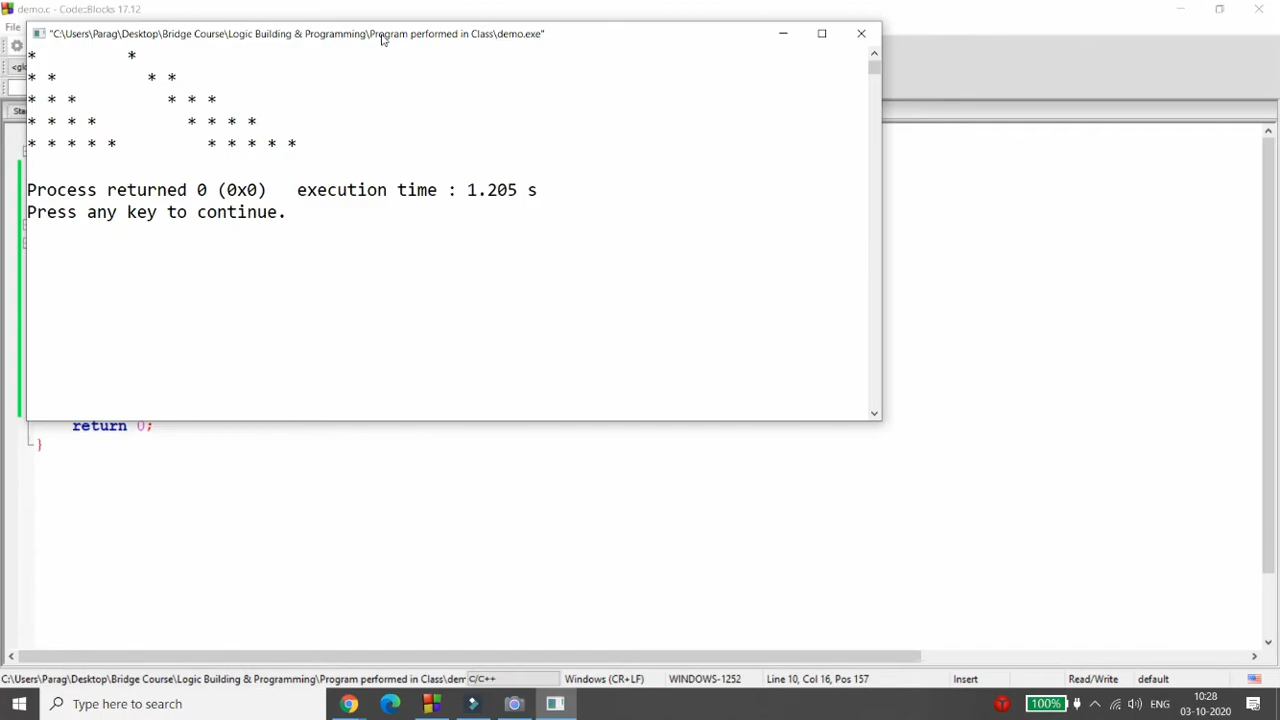 demo.c - Code::Blocks 17.12
File
"C:\Users\Parag\Desktop\Bridge Course\Logic Building & Programming\Program performed in Class\demo.exe"
<glo
Sta
*         *
* *         * *
* * *         * * *
* * * *         * * * *
* * * * *         * * * * *
Process returned 0 (0x0)   execution time : 1.205 s
Press any key to continue.
return 0;
}
C:\Users\Parag\Desktop\Bridge Course\Logic Building & Programming\Program performed in Class\dem C/C++ Windows (CR+LF) WINDOWS-1252 Line 10, Col 16, Pos 157 Insert Read/Write default
Type here to search 100% ENG 10:28
03-10-2020